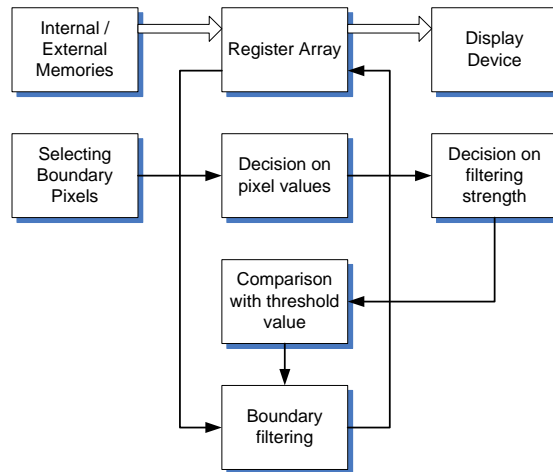 Internal /
External
Memories
Register Array
Display
Device
Selecting
Boundary
Pixels
Decision on
pixel values
Decision on
filtering
strength
Comparison
with threshold
value
Boundary
filtering